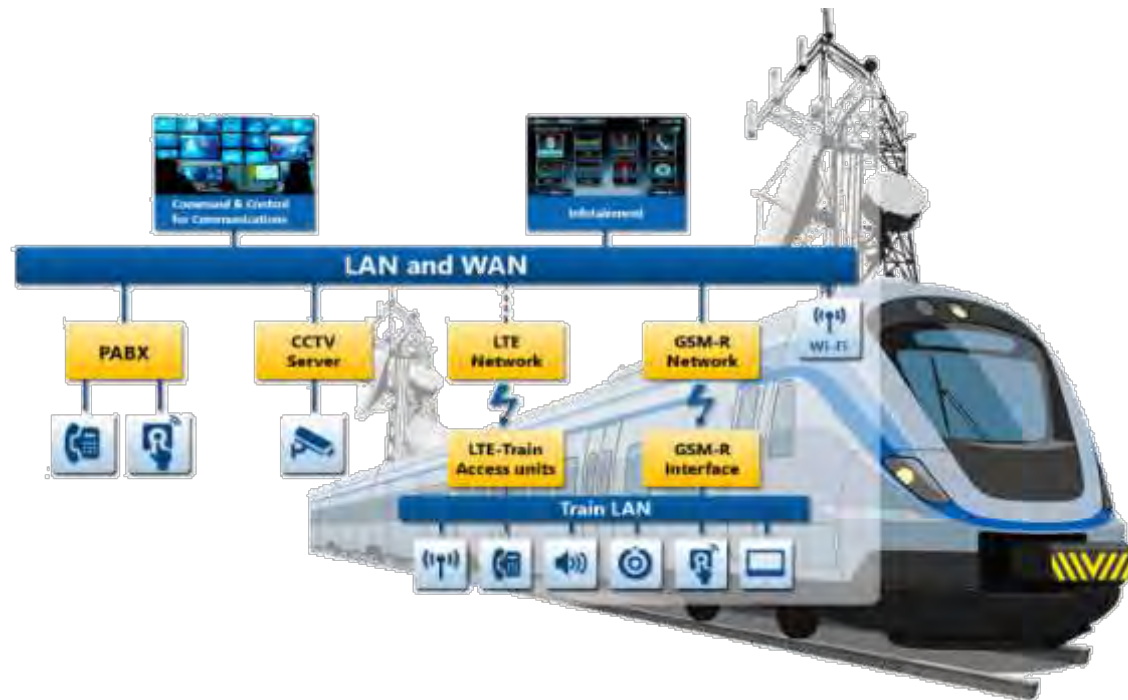 Command & Control
for Communications
Infotainment
LAN and WAN
PABX
CCTV
Server
LTE
Network
GSM-R
Network
Wi-Fi
LTE-Train
Access units
GSM-R
Interface
Train LAN